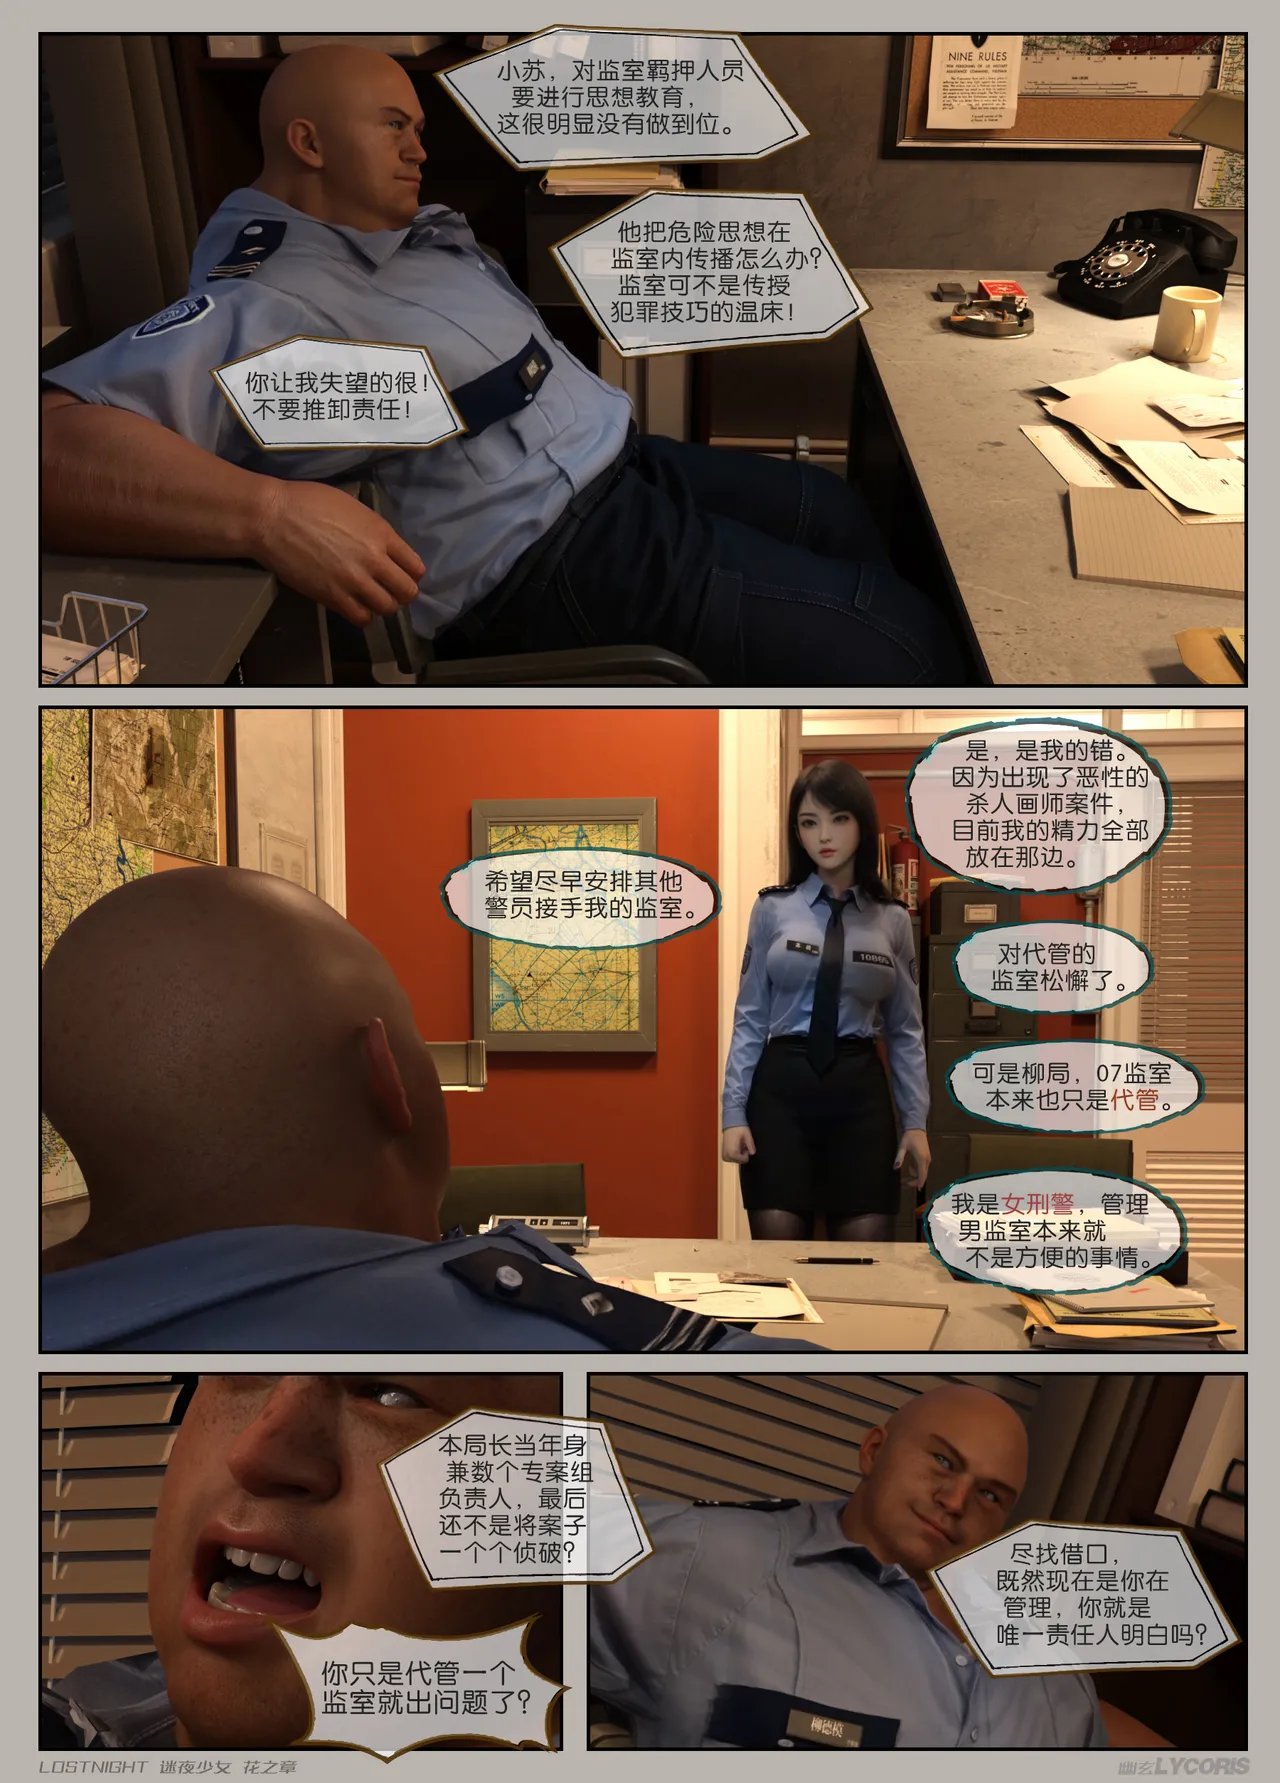 小苏，对监室羁押人员
要进行思想教育，
这很明显没有做到位。
NINE RULES
他把危险思想在
监室内传播怎么办？
监室可不是传授
犯罪技巧的温床！
你让我失望的很！
不要推卸责任！
是，是我的错。
因为出现了恶性的
杀人画师案件，
目前我的精力全部
放在那边。
希望尽早安排其他
警员接手我的监室。
对代管的
监室松懈了。
可是柳局，07监室
本来也只是代管。
我是女刑警，管理
男监室本来就
不是方便的事情。
本局长当年身
兼数个专案组
负责人，最后
还不是将案子
一个个侦破？
你只是代管一个
监室就出问题了？
尽找借口，
既然现在是你在
管理，你就是
唯一责任人明白吗？
柳德模
LOSTNIGHT 迷夜少女 花之章
幽玄LYCORiS